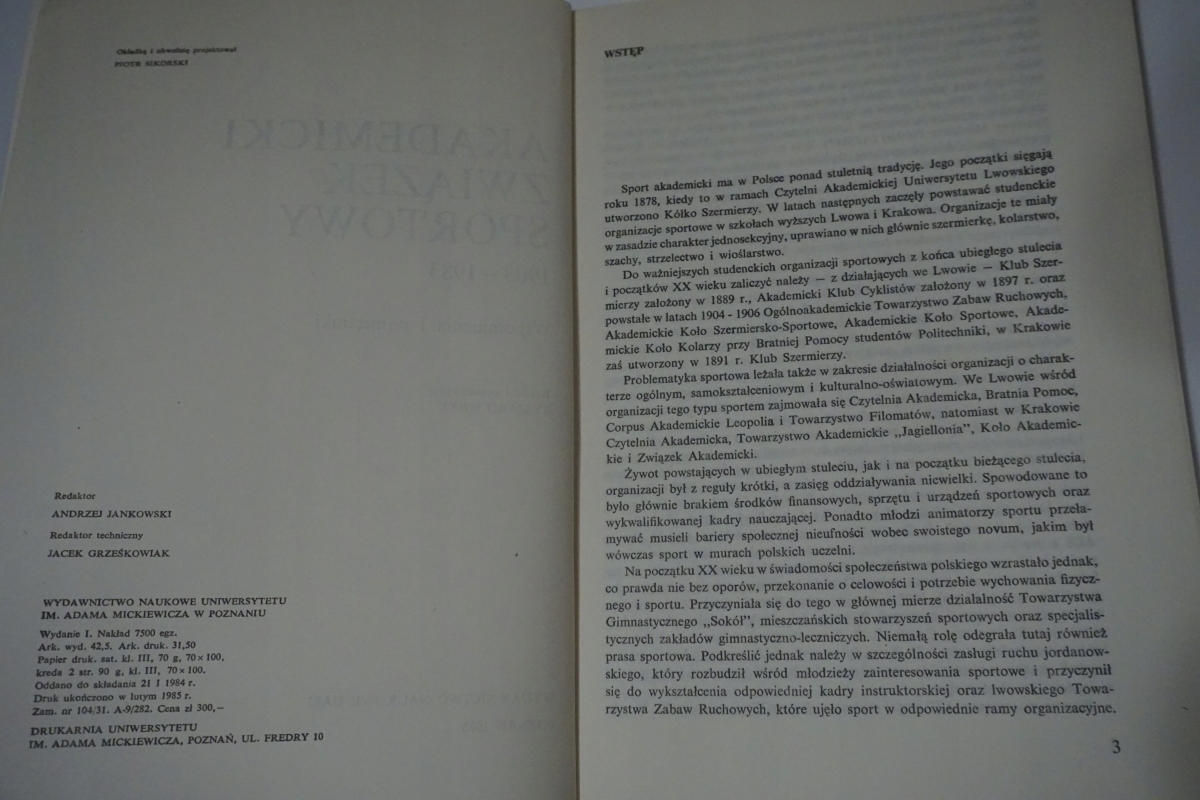 Okładkę i obwolutę projektował
PIOTR SIKORSKI
Redaktor
ANDRZEJ JANKOWSKI
Redaktor techniczny
JACEK GRZEŚKOWIAK
WYDAWNICTWO NAUKOWE UNIWERSYTETU
IM. ADAMA MICKIEWICZA W POZNANIU
Wydanie I. Nakład 7500 egz.
Ark. wyd. 42,5. Ark. druk. 31,50
Papier druk. sat. kl. III, 70 g, 70×100,
kreda 2 str. 90 g, kl. III, 70×100.
Oddano do składania 21 I 1984 r.
Druk ukończono w lutym 1985 r.
Zam. nr 104/31. A-9/282. Cena zł 300,–
DRUKARNIA UNIWERSYTETU
IM. ADAMA MICKIEWICZA, POZNAŃ, UL. FREDRY 10
WSTĘP
Sport akademicki ma w Polsce ponad stuletnią tradycję. Jego początki sięgają
roku 1878, kiedy to w ramach Czytelni Akademickiej Uniwersytetu Lwowskiego
utworzono Kółko Szermierzy. W latach następnych zaczęły powstawać studenckie
organizacje sportowe w szkołach wyższych Lwowa i Krakowa. Organizacje te miały
w zasadzie charakter jednosekcyjny, uprawiano w nich głównie szermierkę, kolarstwo,
szachy, strzelectwo i wioślarstwo.
Do ważniejszych studenckich organizacji sportowych z końca ubiegłego stulecia
i początków XX wieku zaliczyć należy – z działających we Lwowie – Klub Szer-
mierzy założony w 1889 r., Akademicki Klub Cyklistów założony w 1897 r. oraz
powstałe w latach 1904 - 1906 Ogólnoakademickie Towarzystwo Zabaw Ruchowych,
Akademickie Koło Szermiersko-Sportowe, Akademickie Koło Sportowe, Akade-
mickie Koło Kolarzy przy Bratniej Pomocy studentów Politechniki, w Krakowie
zaś utworzony w 1891 r. Klub Szermierzy.
Problematyka sportowa leżała także w zakresie działalności organizacji o charak-
terze ogólnym, samokształceniowym i kulturalno-oświatowym. We Lwowie wśród
organizacji tego typu sportem zajmowała się Czytelnia Akademicka, Bratnia Pomoc,
Corpus Akademickie Leopolia i Towarzystwo Filomatów, natomiast w Krakowie
Czytelnia Akademicka, Towarzystwo Akademickie „Jagiellonia”, Koło Akademic-
kie i Związek Akademicki.
Żywot powstających w ubiegłym stuleciu, jak i na początku bieżącego stulecia,
organizacji był z reguły krótki, a zasięg oddziaływania niewielki. Spowodowane to
było głównie brakiem środków finansowych, sprzętu i urządzeń sportowych oraz
wykwalifikowanej kadry nauczającej. Ponadto młodzi animatorzy sportu przeła-
mywać musieli bariery społecznej nieufności wobec swoistego novum, jakim był
wówczas sport w murach polskich uczelni.
Na początku XX wieku w świadomości społeczeństwa polskiego wzrastało jednak,
co prawda nie bez oporów, przekonanie o celowości i potrzebie wychowania fizycz-
nego i sportu. Przyczyniała się do tego w głównej mierze działalność Towarzystwa
Gimnastycznego „Sokół”, mieszczańskich stowarzyszeń sportowych oraz specjalis-
tycznych zakładów gimnastyczno-leczniczych. Niemałą rolę odegrała tutaj również
prasa sportowa. Podkreślić jednak należy w szczególności zasługi ruchu jordanow-
skiego, który rozbudził wśród młodzieży zainteresowania sportowe i przyczynił
się do wykształcenia odpowiedniej kadry instruktorskiej oraz lwowskiego Towa-
rzystwa Zabaw Ruchowych, które ujęło sport w odpowiednie ramy organizacyjne.
3